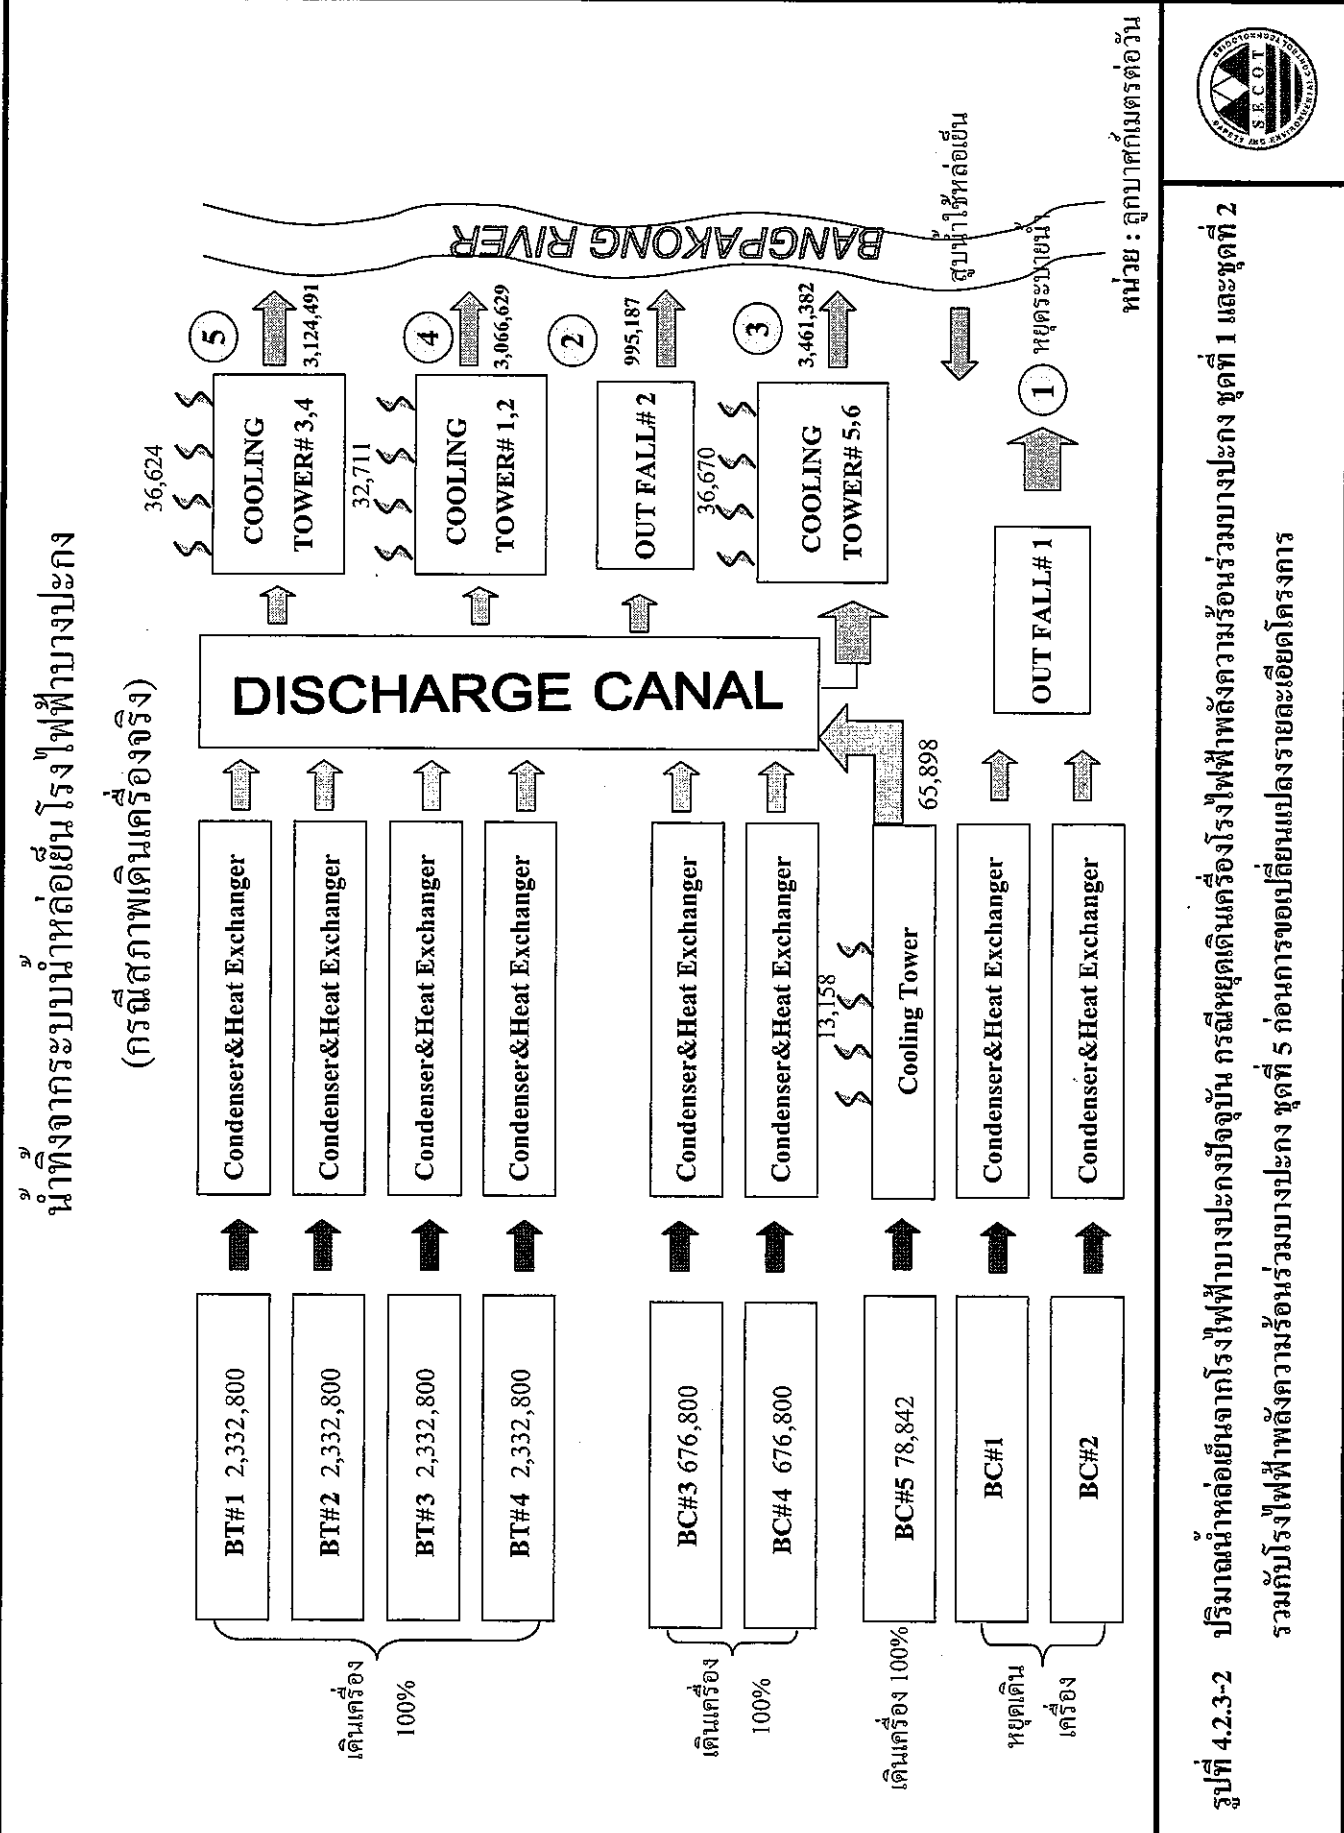 น้ำทิ้งจากระบบน้ำหล่อเย็นโรงไฟฟ้าบางปะกง
(กรณีสภาพเดินเครื่องจริง)
เดินเครื่อง
100%
BT#1 2,332,800
Condenser&Heat Exchanger
BT#2 2,332,800
Condenser&Heat Exchanger
BT#3 2,332,800
Condenser&Heat Exchanger
BT#4 2,332,800
Condenser&Heat Exchanger
เดินเครื่อง
100%
BC#3 676,800
Condenser&Heat Exchanger
BC#4 676,800
Condenser&Heat Exchanger
เดินเครื่อง 100%
BC#5 78,842
13,158
Cooling Tower
65,898
หยุดเดิน
เครื่อง
BC#1
Condenser&Heat Exchanger
BC#2
Condenser&Heat Exchanger
DISCHARGE CANAL
36,624
COOLING
TOWER# 3,4
5
3,124,491
32,711
COOLING
TOWER# 1,2
4
3,066,629
OUT FALL# 2
2
995,187
36,670
COOLING
TOWER# 5,6
3
3,461,382
OUT FALL# 1
1 หยุดระบายน้ำ
สูบน้ำใช้หล่อเย็น
BANGPAKONG RIVER
หน่วย : ลูกบาศก์เมตรต่อวัน
รูปที่ 4.2.3-2 ปริมาณน้ำหล่อเย็นจากโรงไฟฟ้าบางปะกงปัจจุบัน กรณีหยุดเดินเครื่องโรงไฟฟ้าพลังความร้อนร่วมบางปะกง ชุดที่ 1 และชุดที่ 2
รวมกับโรงไฟฟ้าพลังความร้อนร่วมบางปะกง ชุดที่ 5 ก่อนการขอเปลี่ยนแปลงรายละเอียดโครงการ
SECOT
SAFETY AND ENVIRONMENTAL CONTROL TECHNOLOGIES